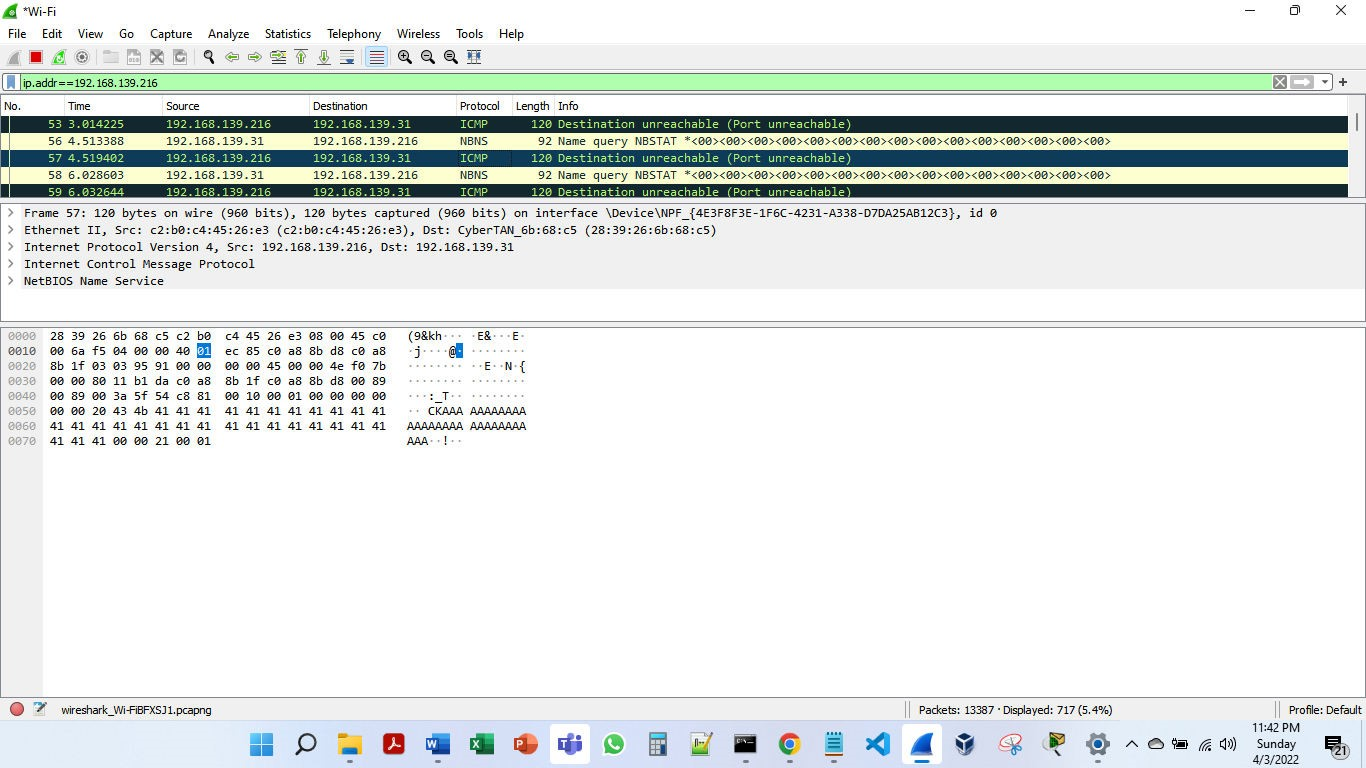 *Wi-Fi
File Edit View Go Capture Analyze Statistics Telephony Wireless Tools Help
ip.addr==192.168.139.216
No. Time Source Destination Protocol Length Info
53 3.014225 192.168.139.216 192.168.139.31 ICMP 120 Destination unreachable (Port unreachable)
56 4.513388 192.168.139.31 192.168.139.216 NBNS 92 Name query NBSTAT *<00><00><00><00><00><00><00><00><00><00><00><00><00><00><00>
57 4.519402 192.168.139.216 192.168.139.31 ICMP 120 Destination unreachable (Port unreachable)
58 6.028603 192.168.139.31 192.168.139.216 NBNS 92 Name query NBSTAT *<00><00><00><00><00><00><00><00><00><00><00><00><00><00><00>
59 6.032644 192.168.139.216 192.168.139.31 ICMP 120 Destination unreachable (Port unreachable)
Frame 57: 120 bytes on wire (960 bits), 120 bytes captured (960 bits) on interface \Device\NPF_{4E3F8F3E-1F6C-4231-A338-D7DA25AB12C3}, id 0
Ethernet II, Src: c2:b0:c4:45:26:e3 (c2:b0:c4:45:26:e3), Dst: CyberTAN_6b:68:c5 (28:39:26:6b:68:c5)
Internet Protocol Version 4, Src: 192.168.139.216, Dst: 192.168.139.31
Internet Control Message Protocol
NetBIOS Name Service
0000 28 39 26 6b 68 c5 c2 b0 c4 45 26 e3 08 00 45 c0 (9&kh··· ·E&···E·
0010 00 6a f5 04 00 00 40 01 ec 85 c0 a8 8b d8 c0 a8 ·j····@· ········
0020 8b 1f 03 03 95 91 00 00 00 00 45 00 00 4e f0 7b ········ ··E··N·{
0030 00 00 80 11 b1 da c0 a8 8b 1f c0 a8 8b d8 00 89 ········ ········
0040 00 89 00 3a 5f 54 c8 81 00 10 00 01 00 00 00 00 ···:_T·· ········
0050 00 00 20 43 4b 41 41 41 41 41 41 41 41 41 41 41 ·· CKAAA AAAAAAAA
0060 41 41 41 41 41 41 41 41 41 41 41 41 41 41 41 41 AAAAAAAA AAAAAAAA
0070 41 41 41 00 00 21 00 01 AAA··!··
wireshark_Wi-FiBFXSJ1.pcapng Packets: 13387 · Displayed: 717 (5.4%) Profile: Default
11:42 PM
Sunday
4/3/2022
21